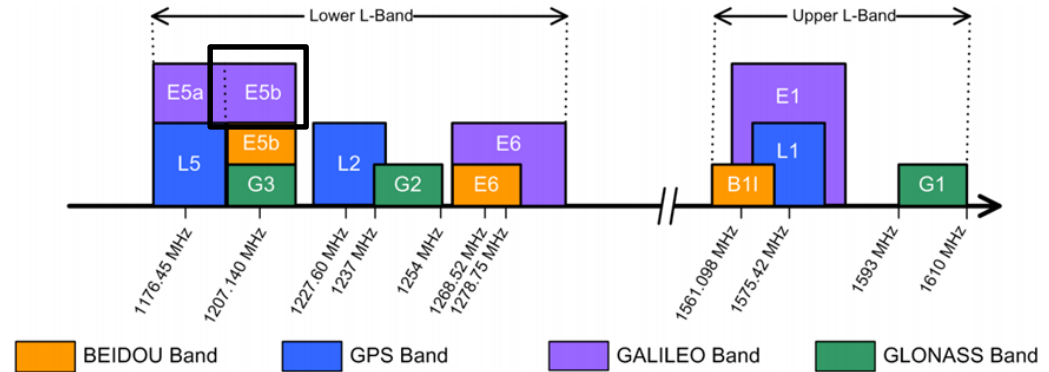 Lower L-Band
Upper L-Band
E5a
E5b
E1
E5b
E6
L5
L2
L1
G3
G2
E6
B1I
G1
1176.45 MHz
1207.140 MHz
1227.60 MHz
1237 MHz
1254 MHz
1268.52 MHz
1278.75 MHz
1561.098 MHz
1575.42 MHz
1593 MHz
1610 MHz
BEIDOU Band
GPS Band
GALILEO Band
GLONASS Band